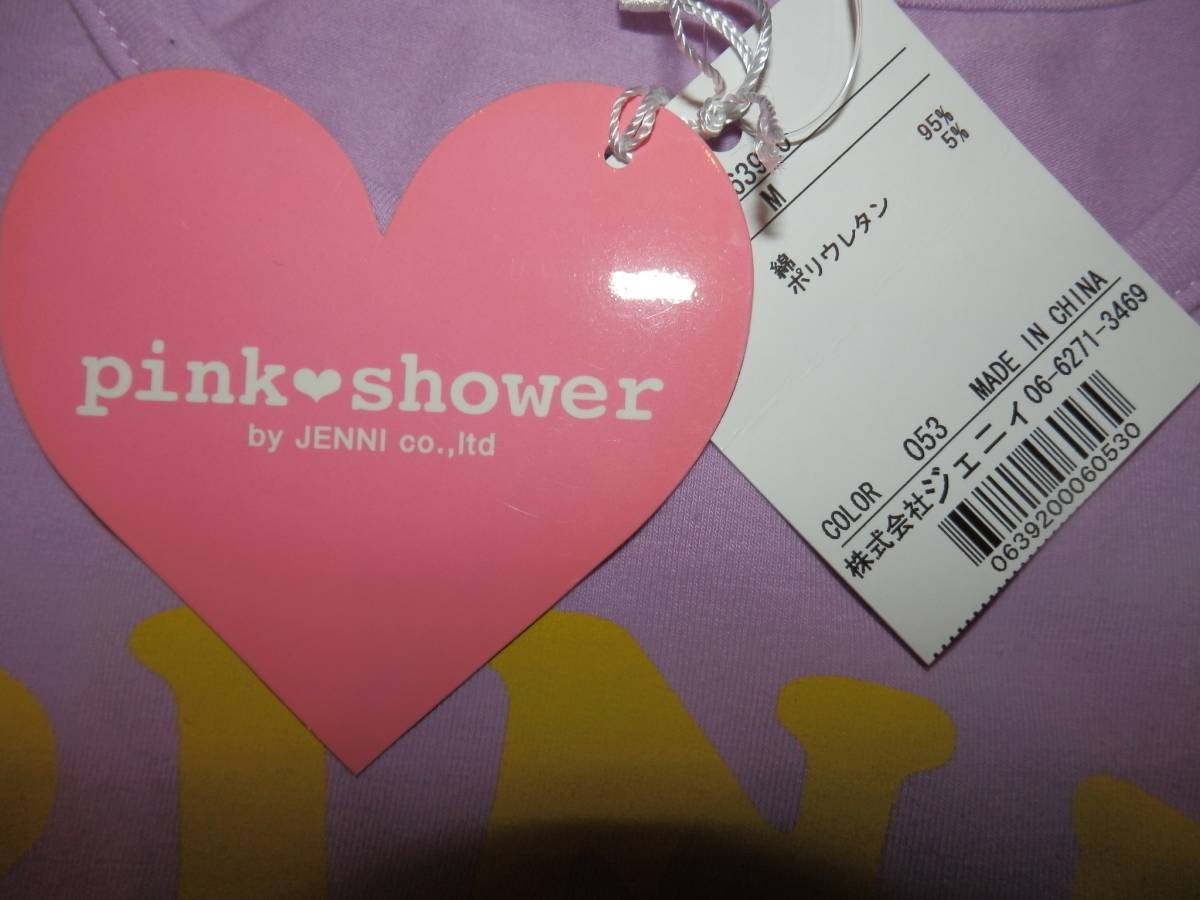 pink♥shower
by JENNI co.,ltd
M
綿 95%
ポリウレタン 5%
MADE IN CHINA
COLOR 053
株式会社ジェニィ 06-6271-3469
0639200060530
PINK